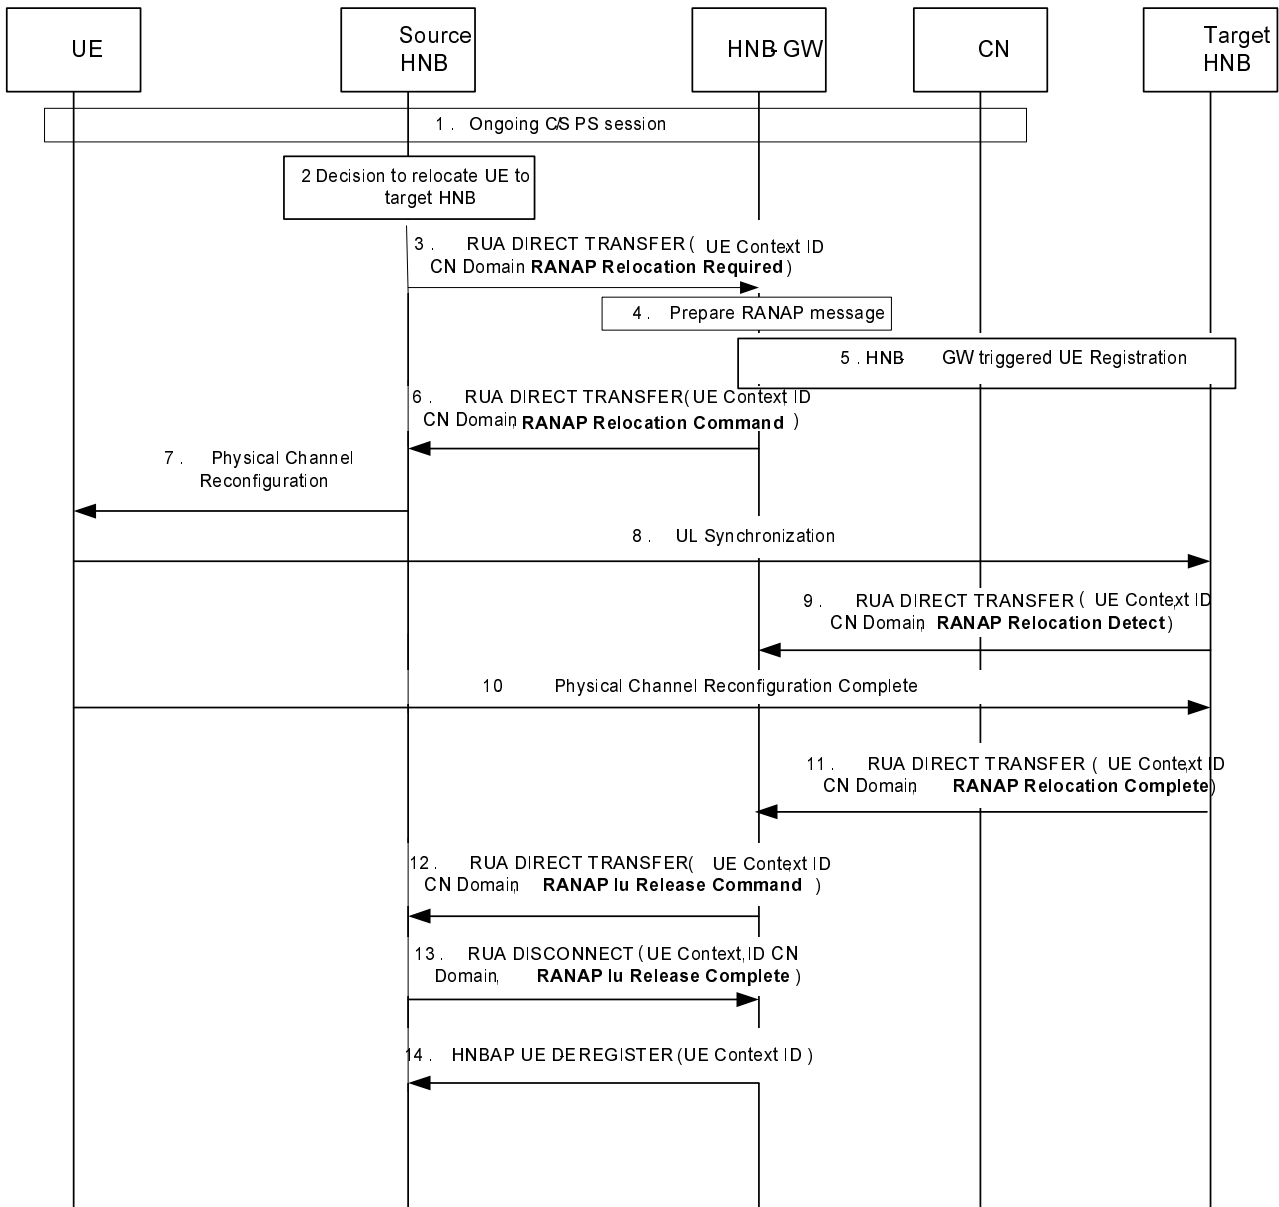 UE
Source
HNB
HNB-GW
CN
Target
HNB
1. Ongoing CS/PS session
2 Decision to relocate UE to
target HNB
3. RUA DIRECT TRANSFER( UE Context ID
CN Domain RANAP Relocation Required)
4. Prepare RANAP message
5. HNB- GW triggered UE Registration
6. RUA DIRECT TRANSFER(UE Context, ID
CN Domain, RANAP Relocation Command )
7. Physical Channel
Reconfiguration
8. UL Synchronization
9. RUA DIRECT TRANSFER( UE Context, ID
CN Domain, RANAP Relocation Detect)
10 Physical Channel Reconfiguration Complete
11. RUA DIRECT TRANSFER ( UE Context, ID
CN Domain, RANAP Relocation Complete)
12. RUA DIRECT TRANSFER( UE Context, ID
CN Domain, RANAP Iu Release Command )
13. RUA DISCONNECT(UE Context, ID CN
Domain, RANAP Iu Release Complete)
14. HNBAP UE DE-REGISTER(UE Context ID )